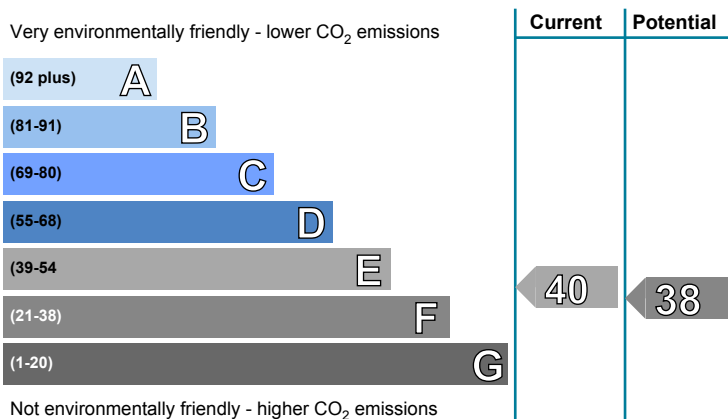 Very environmentally friendly - lower CO₂ emissions
Current
Potential
(92 plus) A
(81-91) B
(69-80) C
(55-68) D
(39-54 E
40
38
(21-38) F
(1-20) G
Not environmentally friendly - higher CO₂ emissions